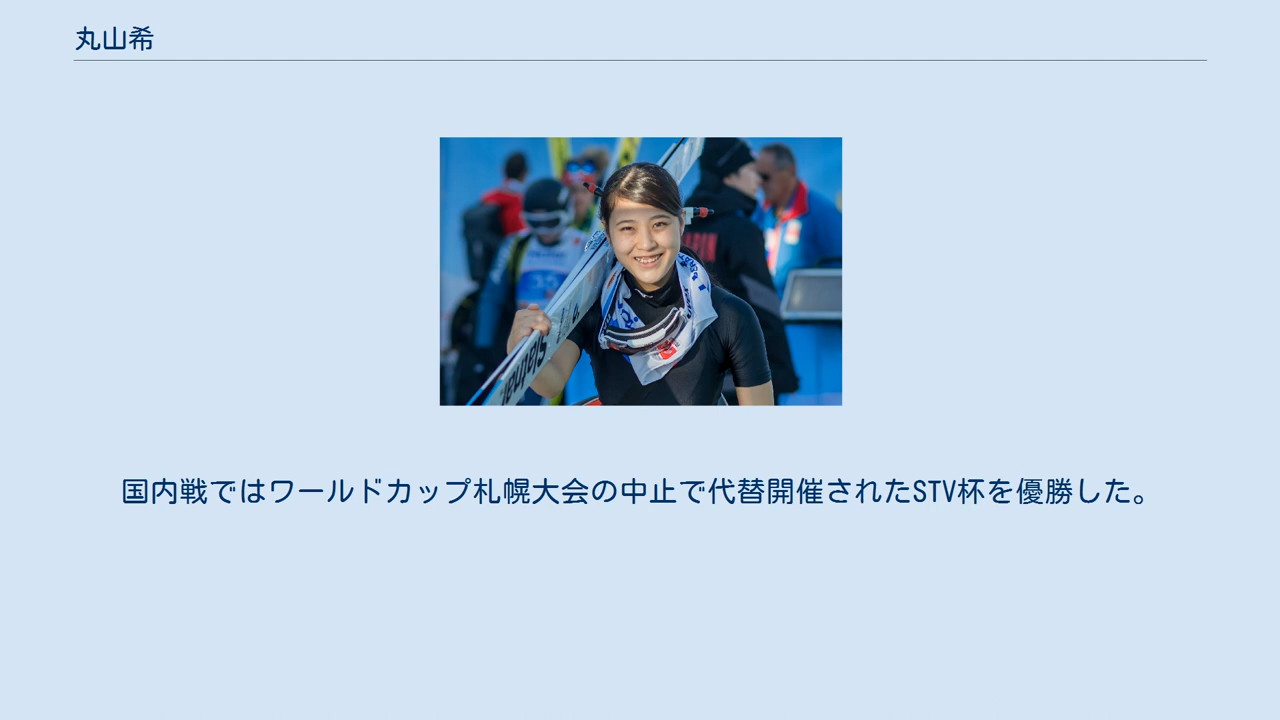 丸山希
Slatnar
国内戦ではワールドカップ札幌大会の中止で代替開催されたSTV杯を優勝した。